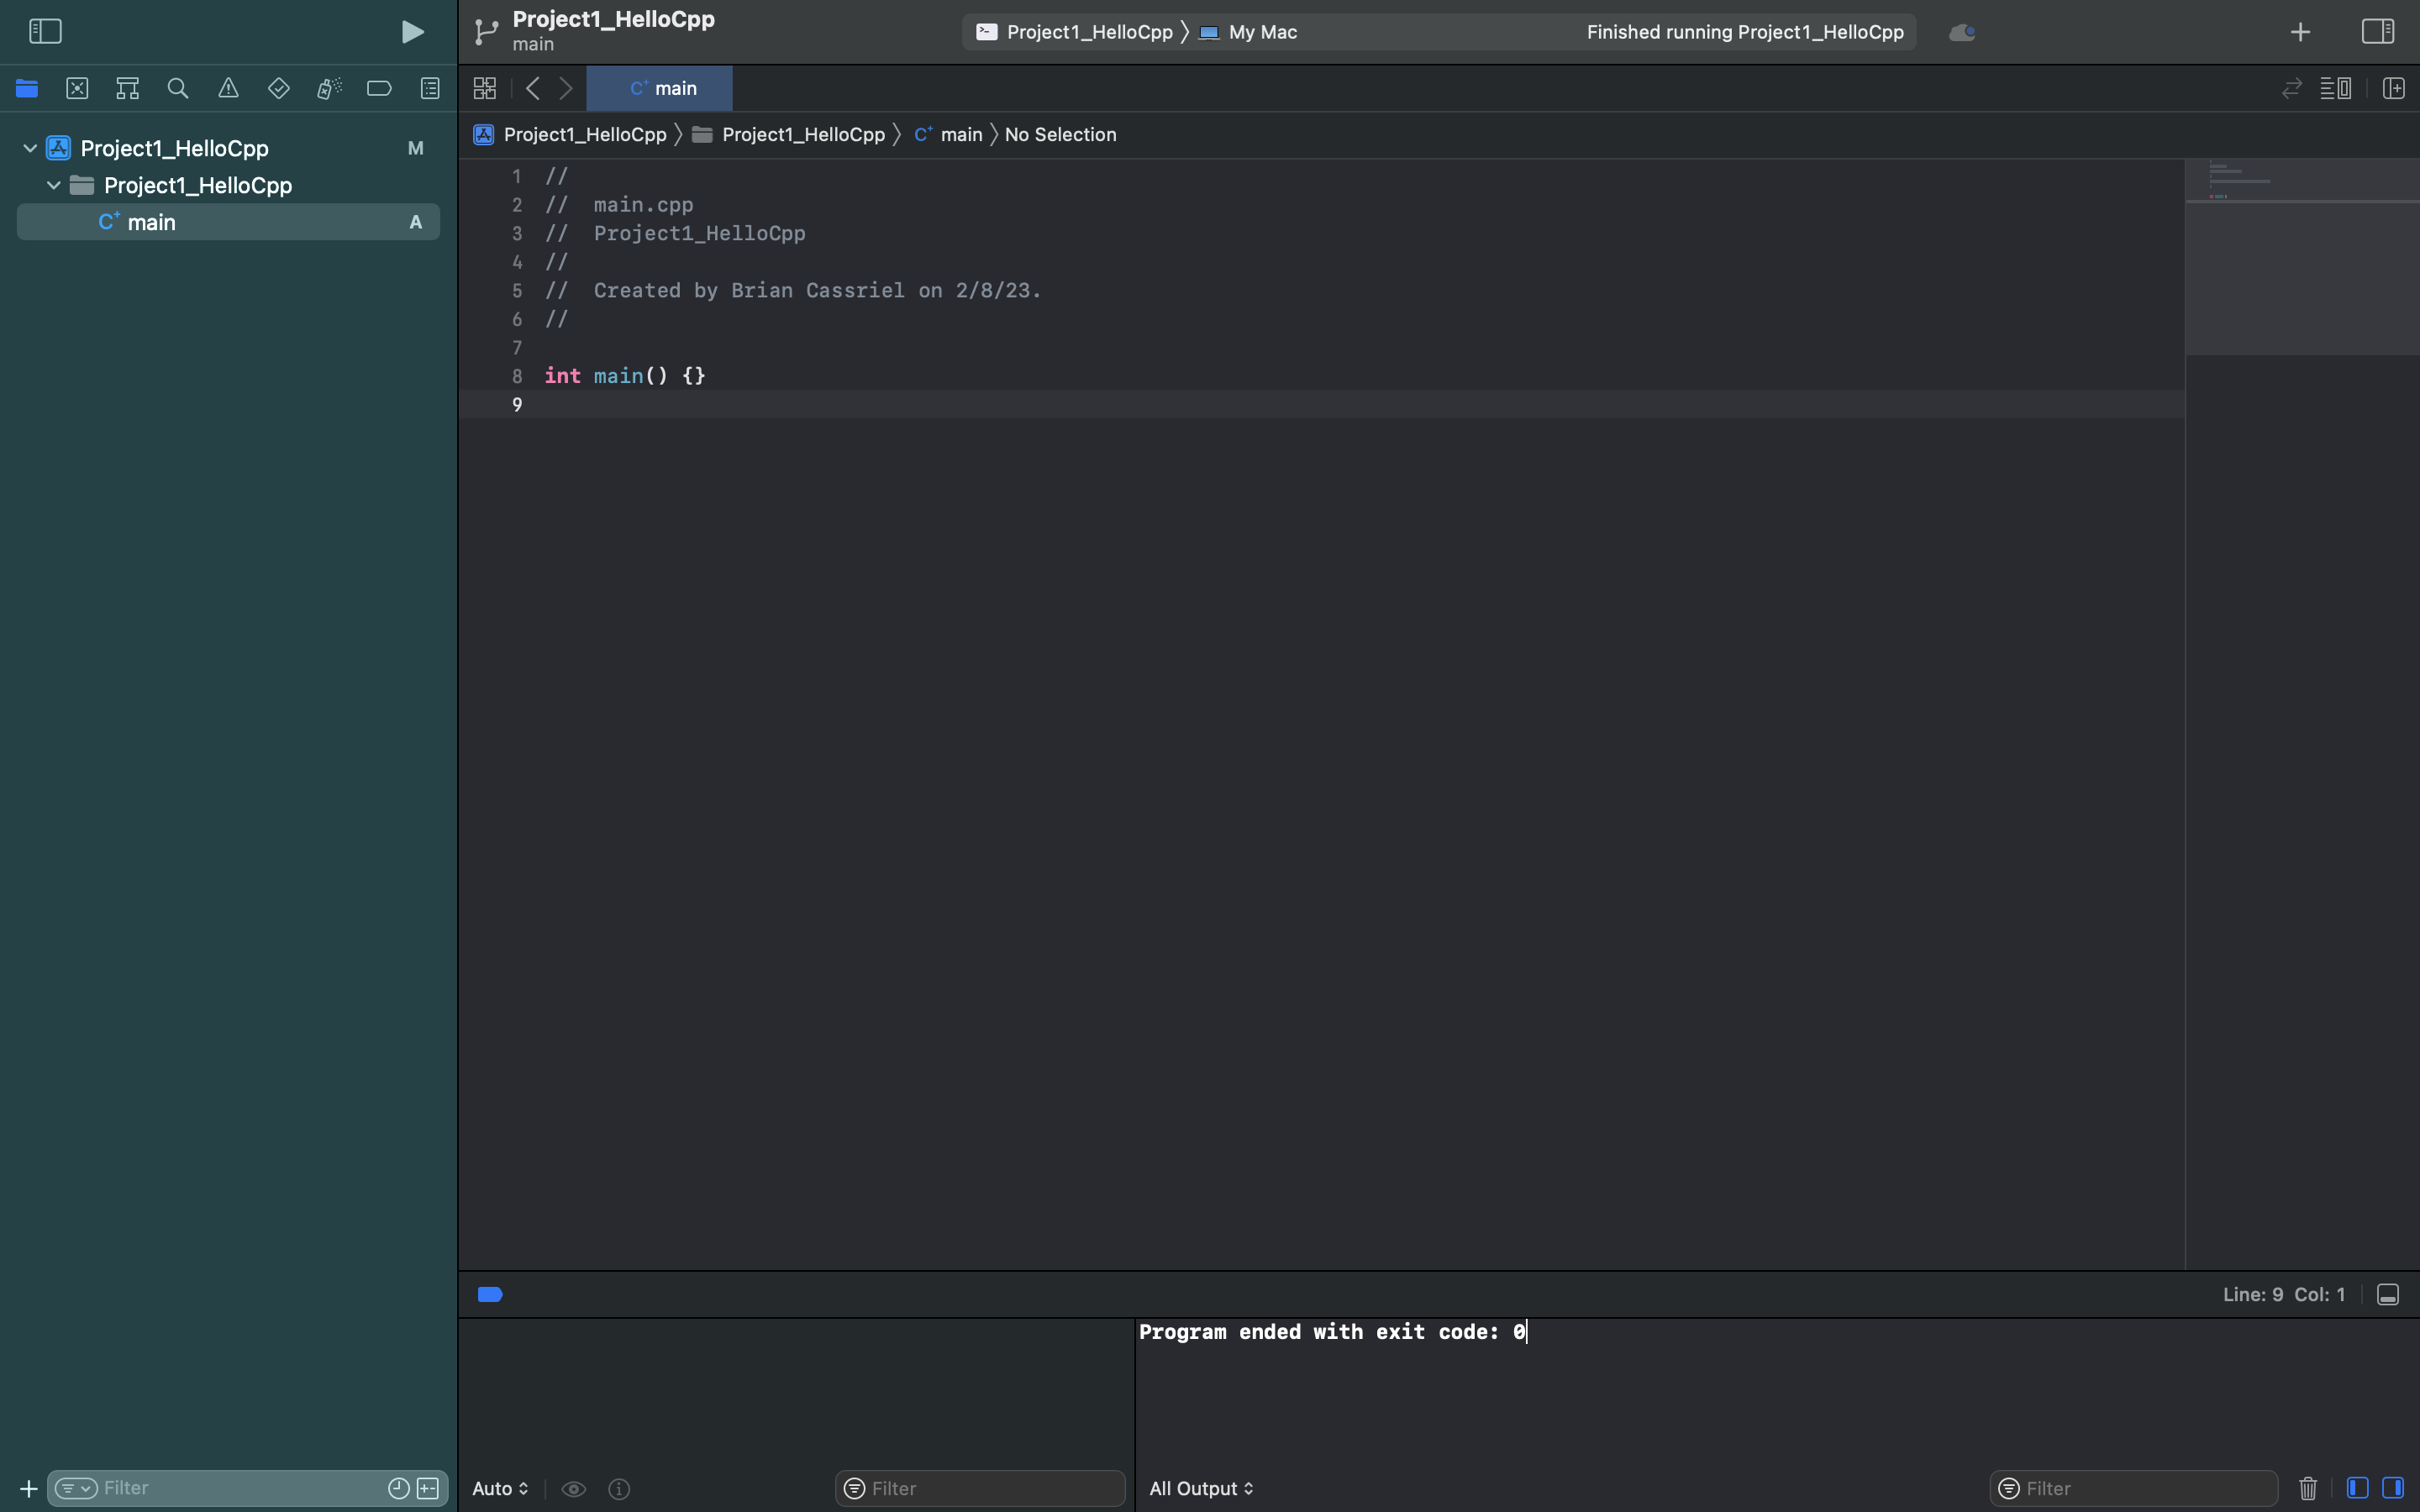 Project1_HelloCpp
main
Project1_HelloCpp
My Mac
Finished running Project1_HelloCpp
main
Project1_HelloCpp
Project1_HelloCpp
main
No Selection
Project1_HelloCpp M
Project1_HelloCpp
main A
1 //
2 //  main.cpp
3 //  Project1_HelloCpp
4 //
5 //  Created by Brian Cassriel on 2/8/23.
6 //
7
8 int main() {}
9
Line: 9 Col: 1
Program ended with exit code: 0
Filter
Auto
Filter
All Output
Filter